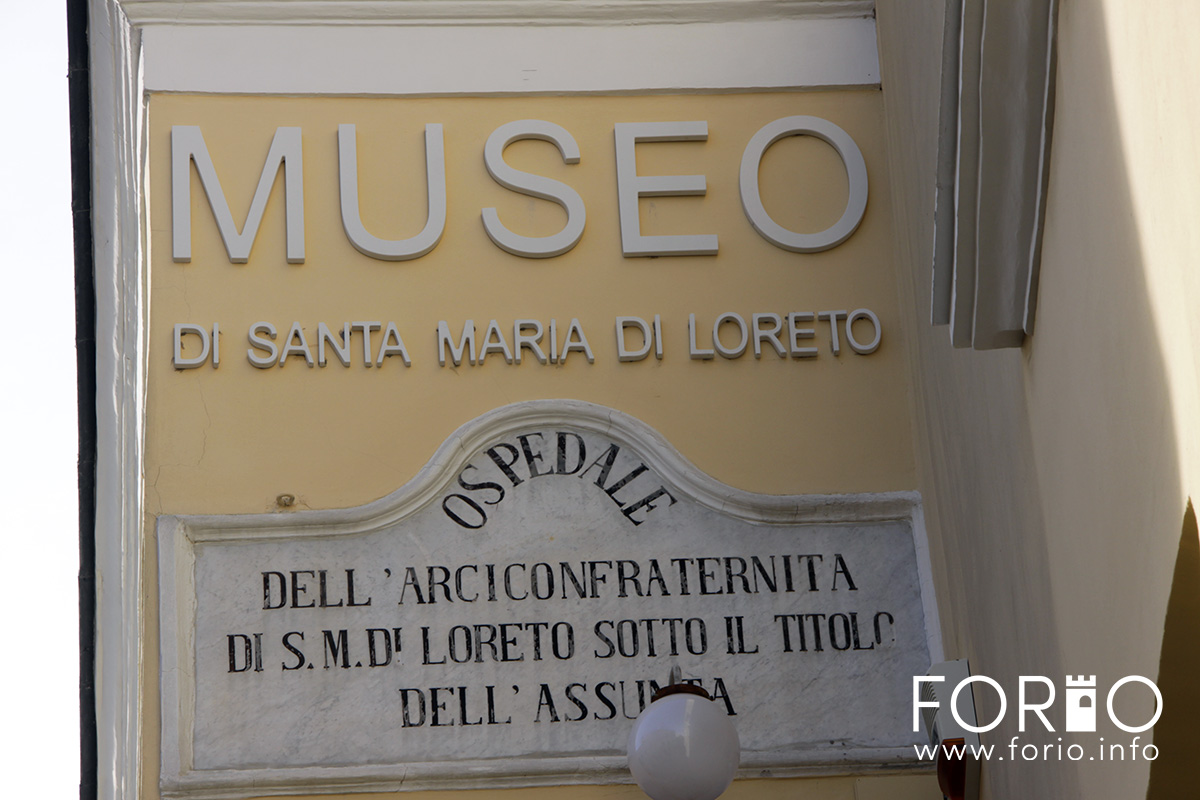 MUSEO
DI SANTA MARIA DI LORETO
OSPEDALE
DELL'ARCICONFRATERNITA
DI S.M.DI LORETO SOTTO IL TITOLO
DELL'ASSUNTA
FORIO
www.forio.info